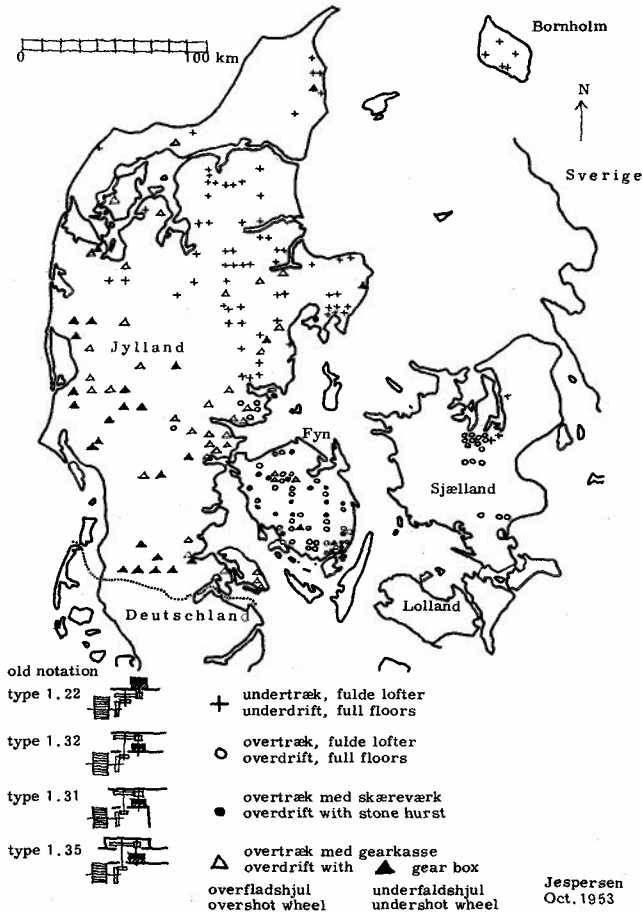 Bornholm
0 100 km
N
Sverige
Jylland
Fyn
Sjælland
Lolland
Deutschland
old notation
type 1.22
undertræk, fulde lofter
underdrift, full floors
type 1.32
overtræk, fulde lofter
overdrift, full floors
type 1.31
overtræk med skæreværk
overdrift with stone hurst
type 1.35
overtræk med gearkasse
overdrift with gear box
overfladshjul underfaldshjul
overshot wheel undershot wheel
Jespersen
Oct. 1953